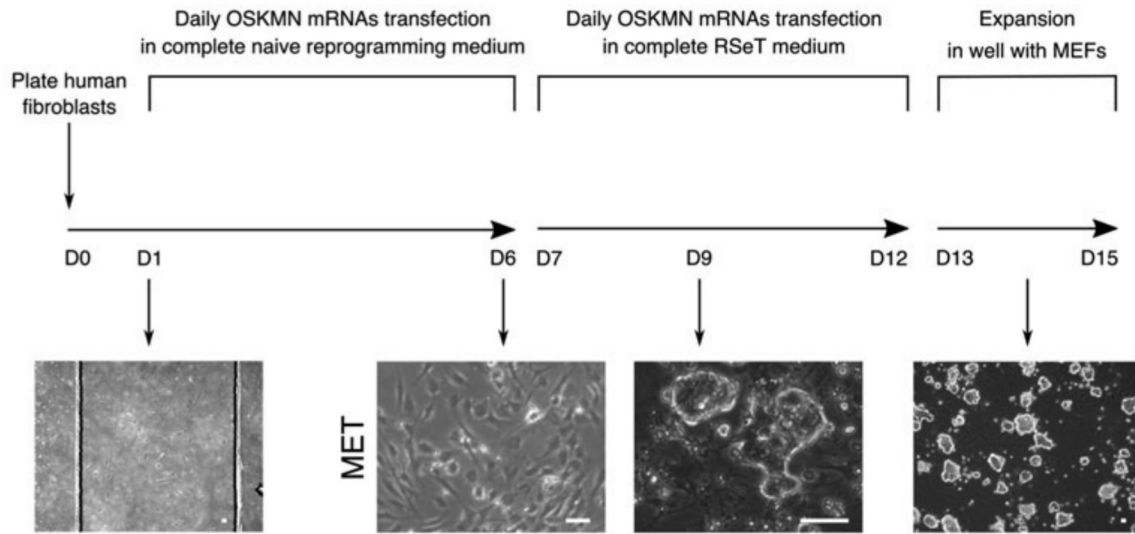 Daily OSKMN mRNAs transfection
in complete naive reprogramming medium
Daily OSKMN mRNAs transfection
in complete RSeT medium
Expansion
in well with MEFs
Plate human
fibroblasts
D0
D1
D6
D7
D9
D12
D13
D15
MET